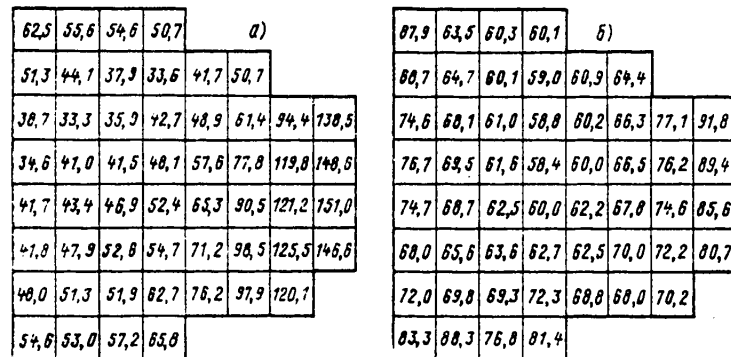 62,5 55,6 54,6 50,7 а)
51,3 44,1 37,9 33,6 41,7 50,7
38,7 33,3 35,9 42,7 48,9 61,4 94,4 138,5
34,6 41,0 41,5 48,1 57,6 77,8 119,8 148,6
41,7 43,4 46,9 52,4 65,3 90,5 121,2 151,0
41,8 47,9 52,6 54,7 71,2 98,5 125,5 146,6
48,0 51,3 51,9 62,7 76,2 97,9 120,1
54,6 53,0 57,2 65,8
87,9 63,5 60,3 60,1 б)
68,7 64,7 60,1 59,0 60,9 64,4
74,6 68,1 61,0 58,8 60,2 66,3 77,1 91,8
76,7 69,5 61,6 58,4 60,0 66,5 76,2 89,4
74,7 68,7 62,5 60,0 62,2 67,8 74,6 85,6
68,0 65,6 63,6 62,7 62,5 70,0 72,2 80,7
72,0 69,8 69,3 72,3 68,8 68,0 70,2
83,3 88,3 76,8 81,4